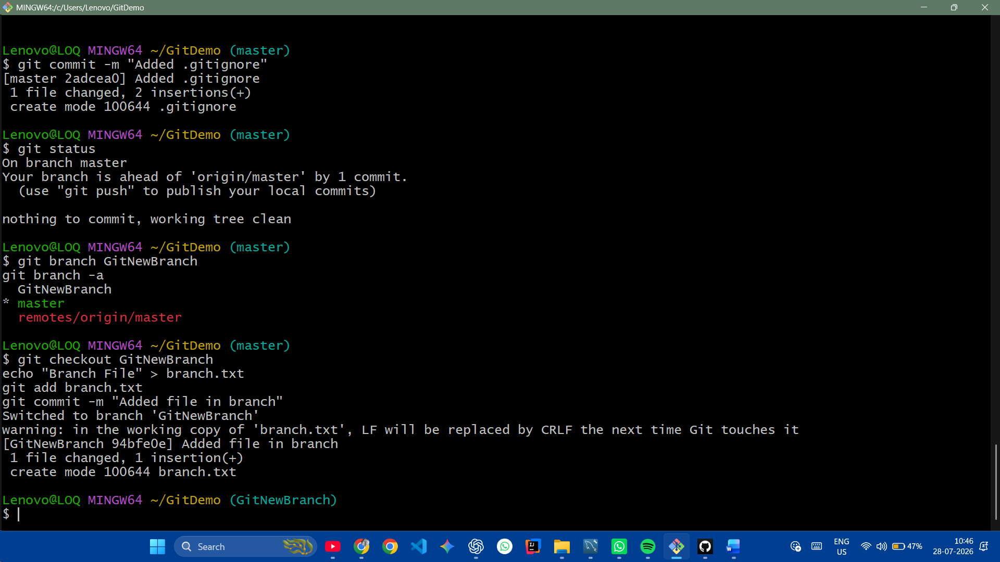 MINGW64:/c/Users/Lenovo/GitDemo
Lenovo@LOQ MINGW64 ~/GitDemo (master)
$ git commit -m "Added .gitignore"
[master 2adcea0] Added .gitignore
 1 file changed, 2 insertions(+)
 create mode 100644 .gitignore
Lenovo@LOQ MINGW64 ~/GitDemo (master)
$ git status
On branch master
Your branch is ahead of 'origin/master' by 1 commit.
  (use "git push" to publish your local commits)
nothing to commit, working tree clean
Lenovo@LOQ MINGW64 ~/GitDemo (master)
$ git branch GitNewBranch
git branch -a
  GitNewBranch
* master
  remotes/origin/master
Lenovo@LOQ MINGW64 ~/GitDemo (master)
$ git checkout GitNewBranch
echo "Branch File" > branch.txt
git add branch.txt
git commit -m "Added file in branch"
Switched to branch 'GitNewBranch'
warning: in the working copy of 'branch.txt', LF will be replaced by CRLF the next time Git touches it
[GitNewBranch 94bfe0e] Added file in branch
 1 file changed, 1 insertion(+)
 create mode 100644 branch.txt
Lenovo@LOQ MINGW64 ~/GitDemo (GitNewBranch)
$
Search
ENG
US
47%
10:46
28-07-2026